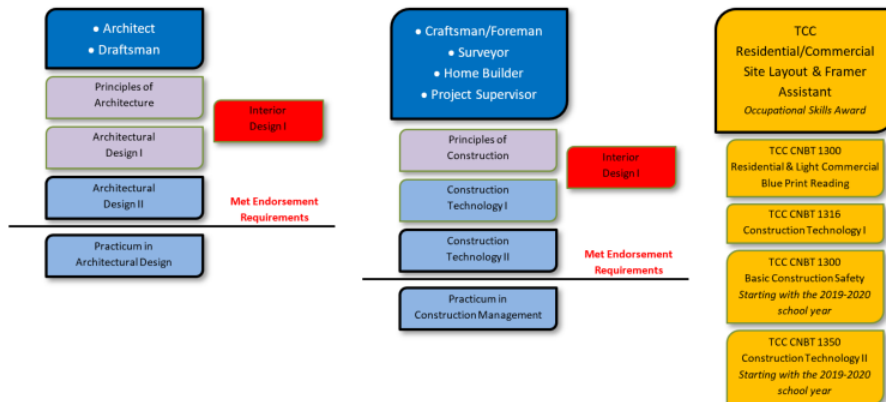 ● Architect
● Draftsman
Principles of
Architecture
Interior
Design I
Architectural
Design I
Architectural
Design II
Met Endorsement
Requirements
Practicum in
Architectural Design
● Craftsman/Foreman
● Surveyor
● Home Builder
● Project Supervisor
Principles of
Construction
Interior
Design I
Construction
Technology I
Construction
Technology II
Met Endorsement
Requirements
Practicum in
Construction Management
TCC
Residential/Commercial
Site Layout & Framer
Assistant
Occupational Skills Award
TCC CNBT 1300
Residential & Light Commercial
Blue Print Reading
TCC CNBT 1316
Construction Technology I
TCC CNBT 1300
Basic Construction Safety
Starting with the 2019-2020
school year
TCC CNBT 1350
Construction Technology II
Starting with the 2019-2020
school year